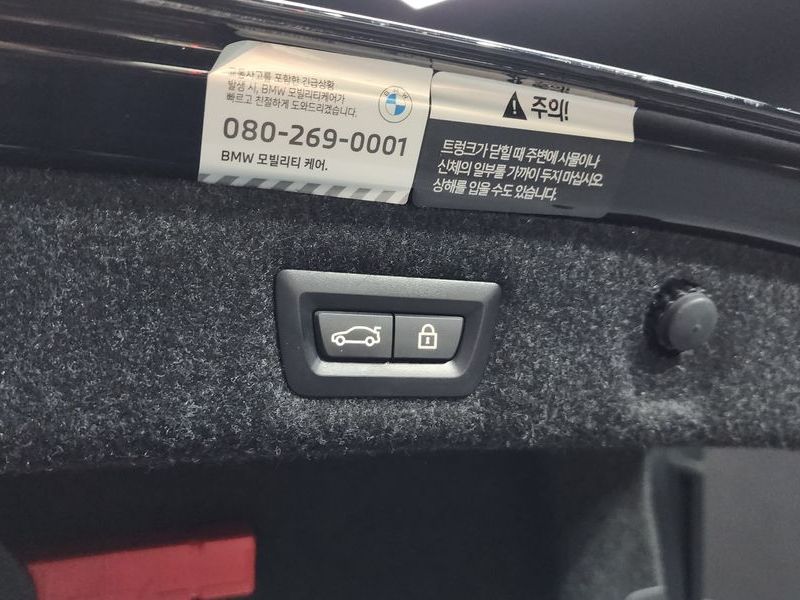 교통사고를 포함한 긴급상황
발생 시, BMW 모빌리티케어가
빠르고 친절하게 도와드리겠습니다.
080-269-0001
BMW 모빌리티 케어.
주의!
트렁크가 닫힐 때 주변에 사물이나
신체의 일부를 가까이 두지 마십시오
상해를 입을 수도 있습니다.